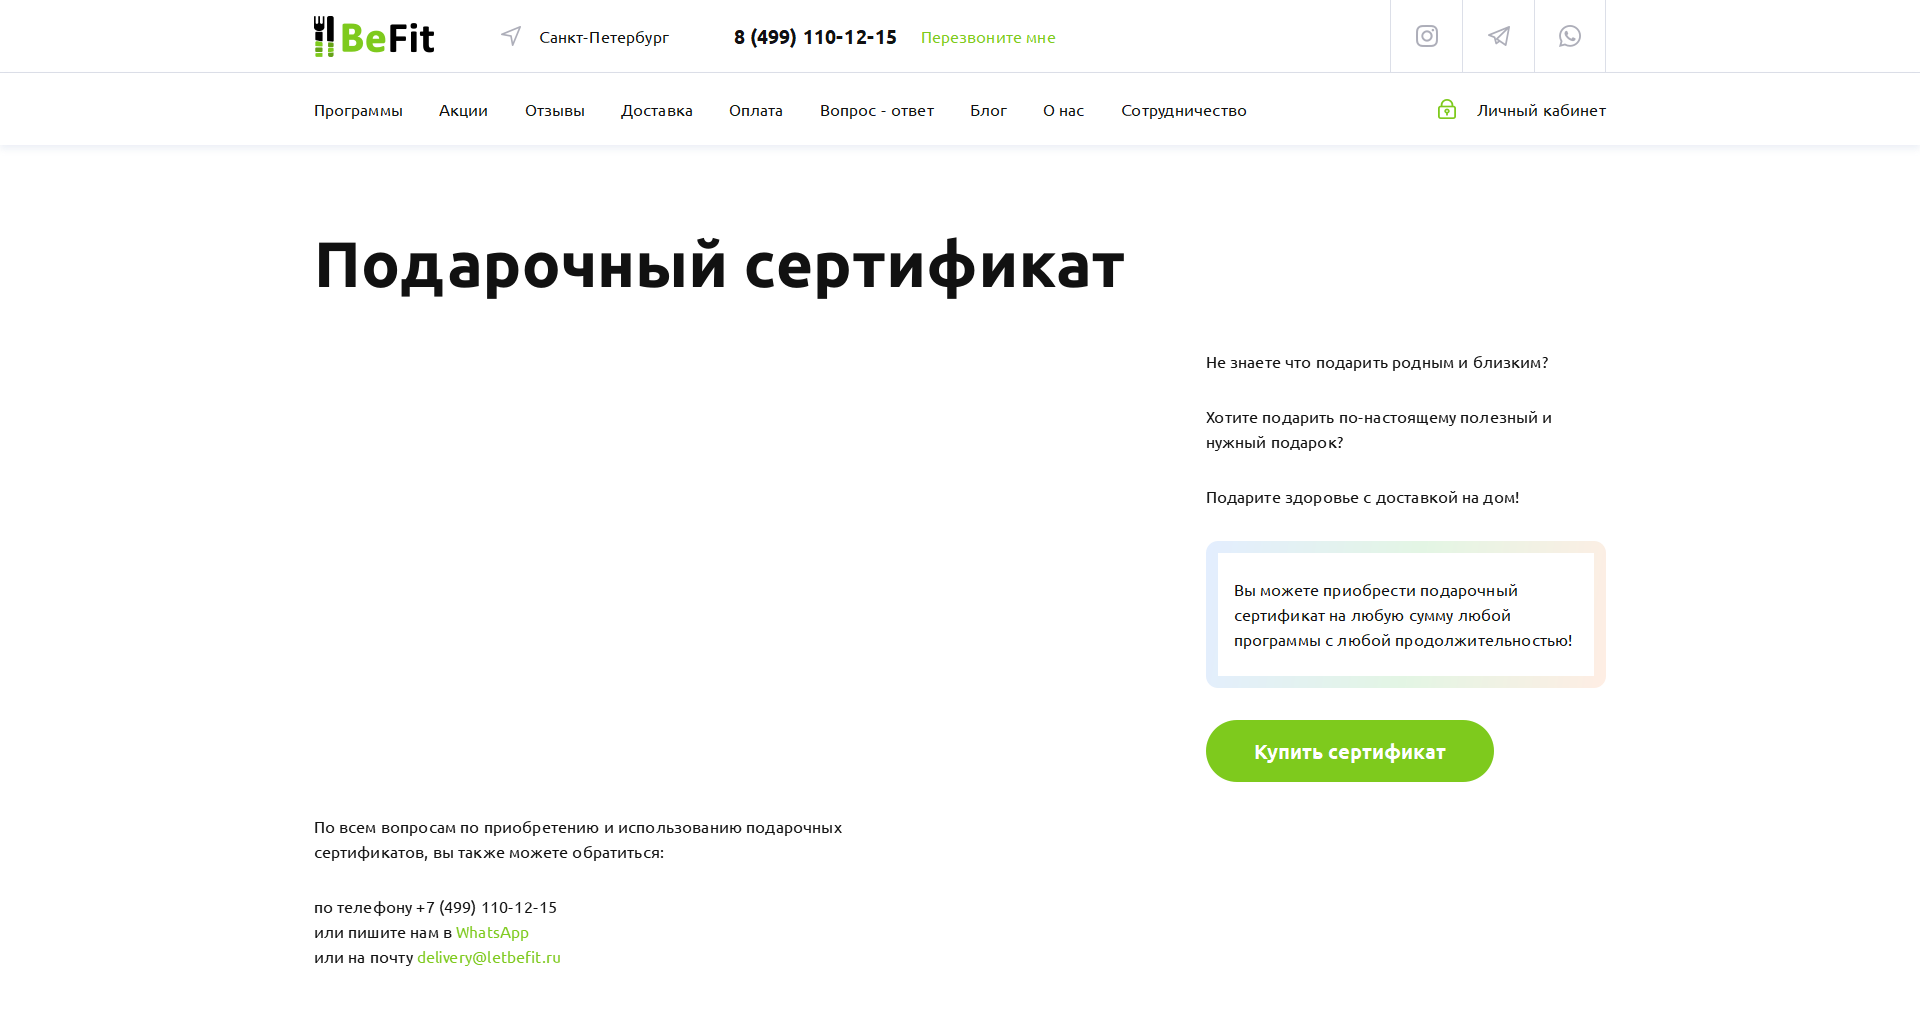 BeFit
Санкт-Петербург
8 (499) 110-12-15
Перезвоните мне
Программы
Акции
Отзывы
Доставка
Оплата
Вопрос - ответ
Блог
О нас
Сотрудничество
Личный кабинет
Подарочный сертификат
Не знаете что подарить родным и близким?
Хотите подарить по-настоящему полезный и
нужный подарок?
Подарите здоровье с доставкой на дом!
Вы можете приобрести подарочный
сертификат на любую сумму любой
программы с любой продолжительностью!
Купить сертификат
По всем вопросам по приобретению и использованию подарочных
сертификатов, вы также можете обратиться:
по телефону +7 (499) 110-12-15
или пишите нам в WhatsApp
или на почту delivery@letbefit.ru